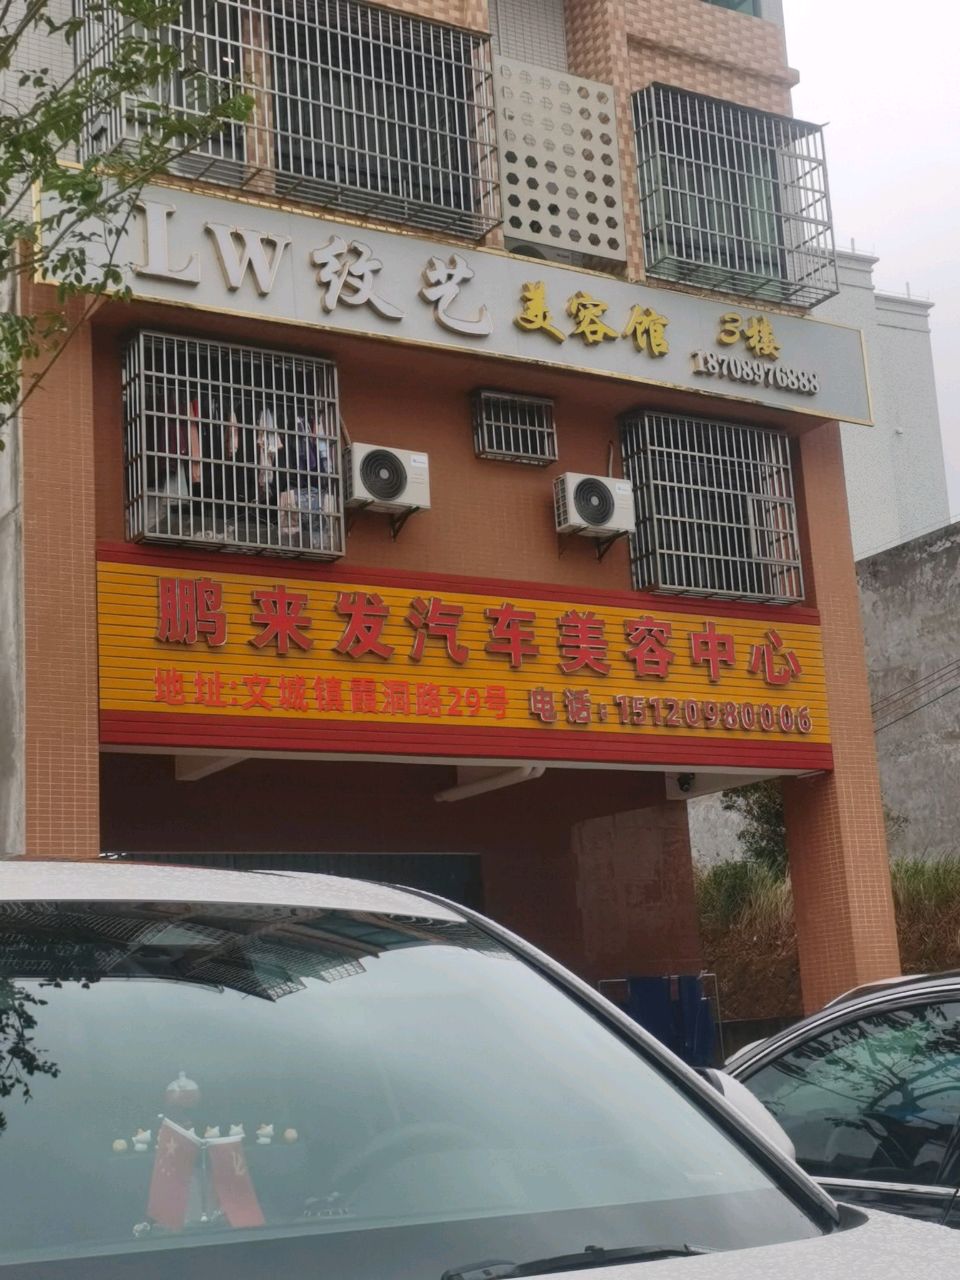 LW纹艺美容馆 3楼
18708976888
鹏来发汽车美容中心
地址:文城镇霞洞路29号 电话:15120980006